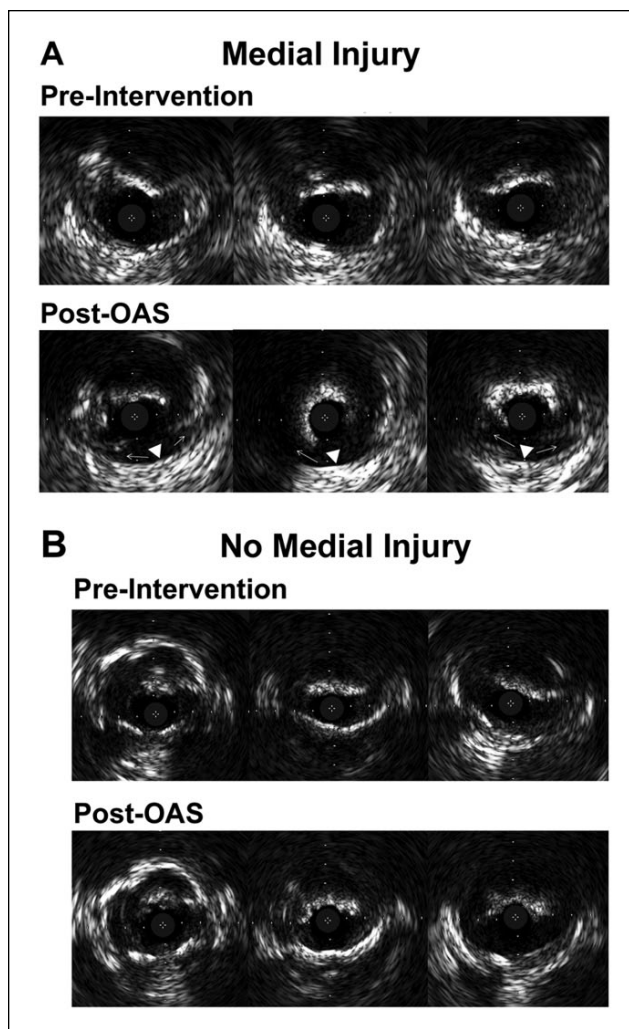 A Medial Injury
Pre-Intervention
Post-OAS
B No Medial Injury
Pre-Intervention
Post-OAS